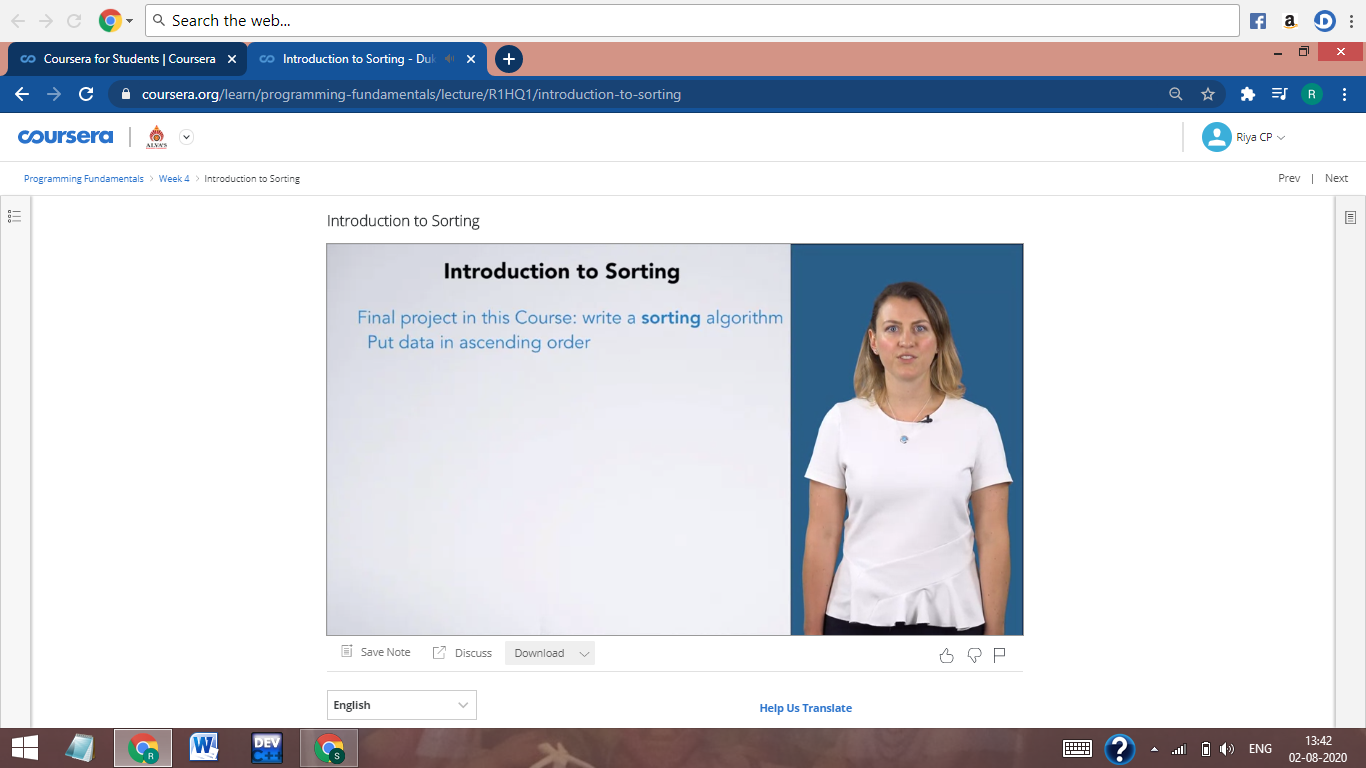 Search the web...
Coursera for Students | Coursera
Introduction to Sorting - Duk
coursera.org/learn/programming-fundamentals/lecture/R1HQ1/introduction-to-sorting
R
coursera
ALVA'S
Riya CP
Programming Fundamentals > Week 4 > Introduction to Sorting
Prev | Next
Introduction to Sorting
Introduction to Sorting
Final project in this Course: write a sorting algorithm
Put data in ascending order
Save Note
Discuss
Download
English
Help Us Translate
R
W
DEV
C++
S
?
ENG
13:42
02-08-2020